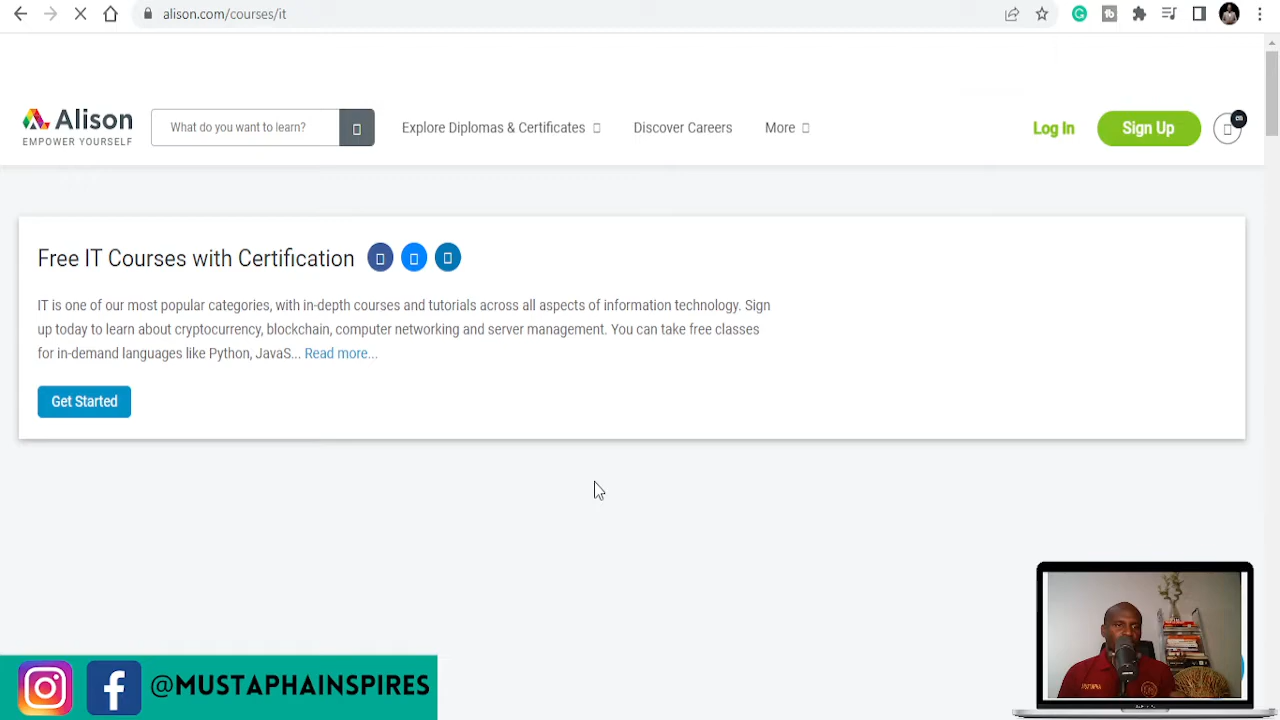 alison.com/courses/it
Alison
EMPOWER YOURSELF
What do you want to learn?
Explore Diplomas & Certificates
Discover Careers
More
Log In
Sign Up
Free IT Courses with Certification
IT is one of our most popular categories, with in-depth courses and tutorials across all aspects of information technology. Sign
up today to learn about cryptocurrency, blockchain, computer networking and server management. You can take free classes
for in-demand languages like Python, JavaS... Read more...
Get Started
@MUSTAPHAINSPIRES